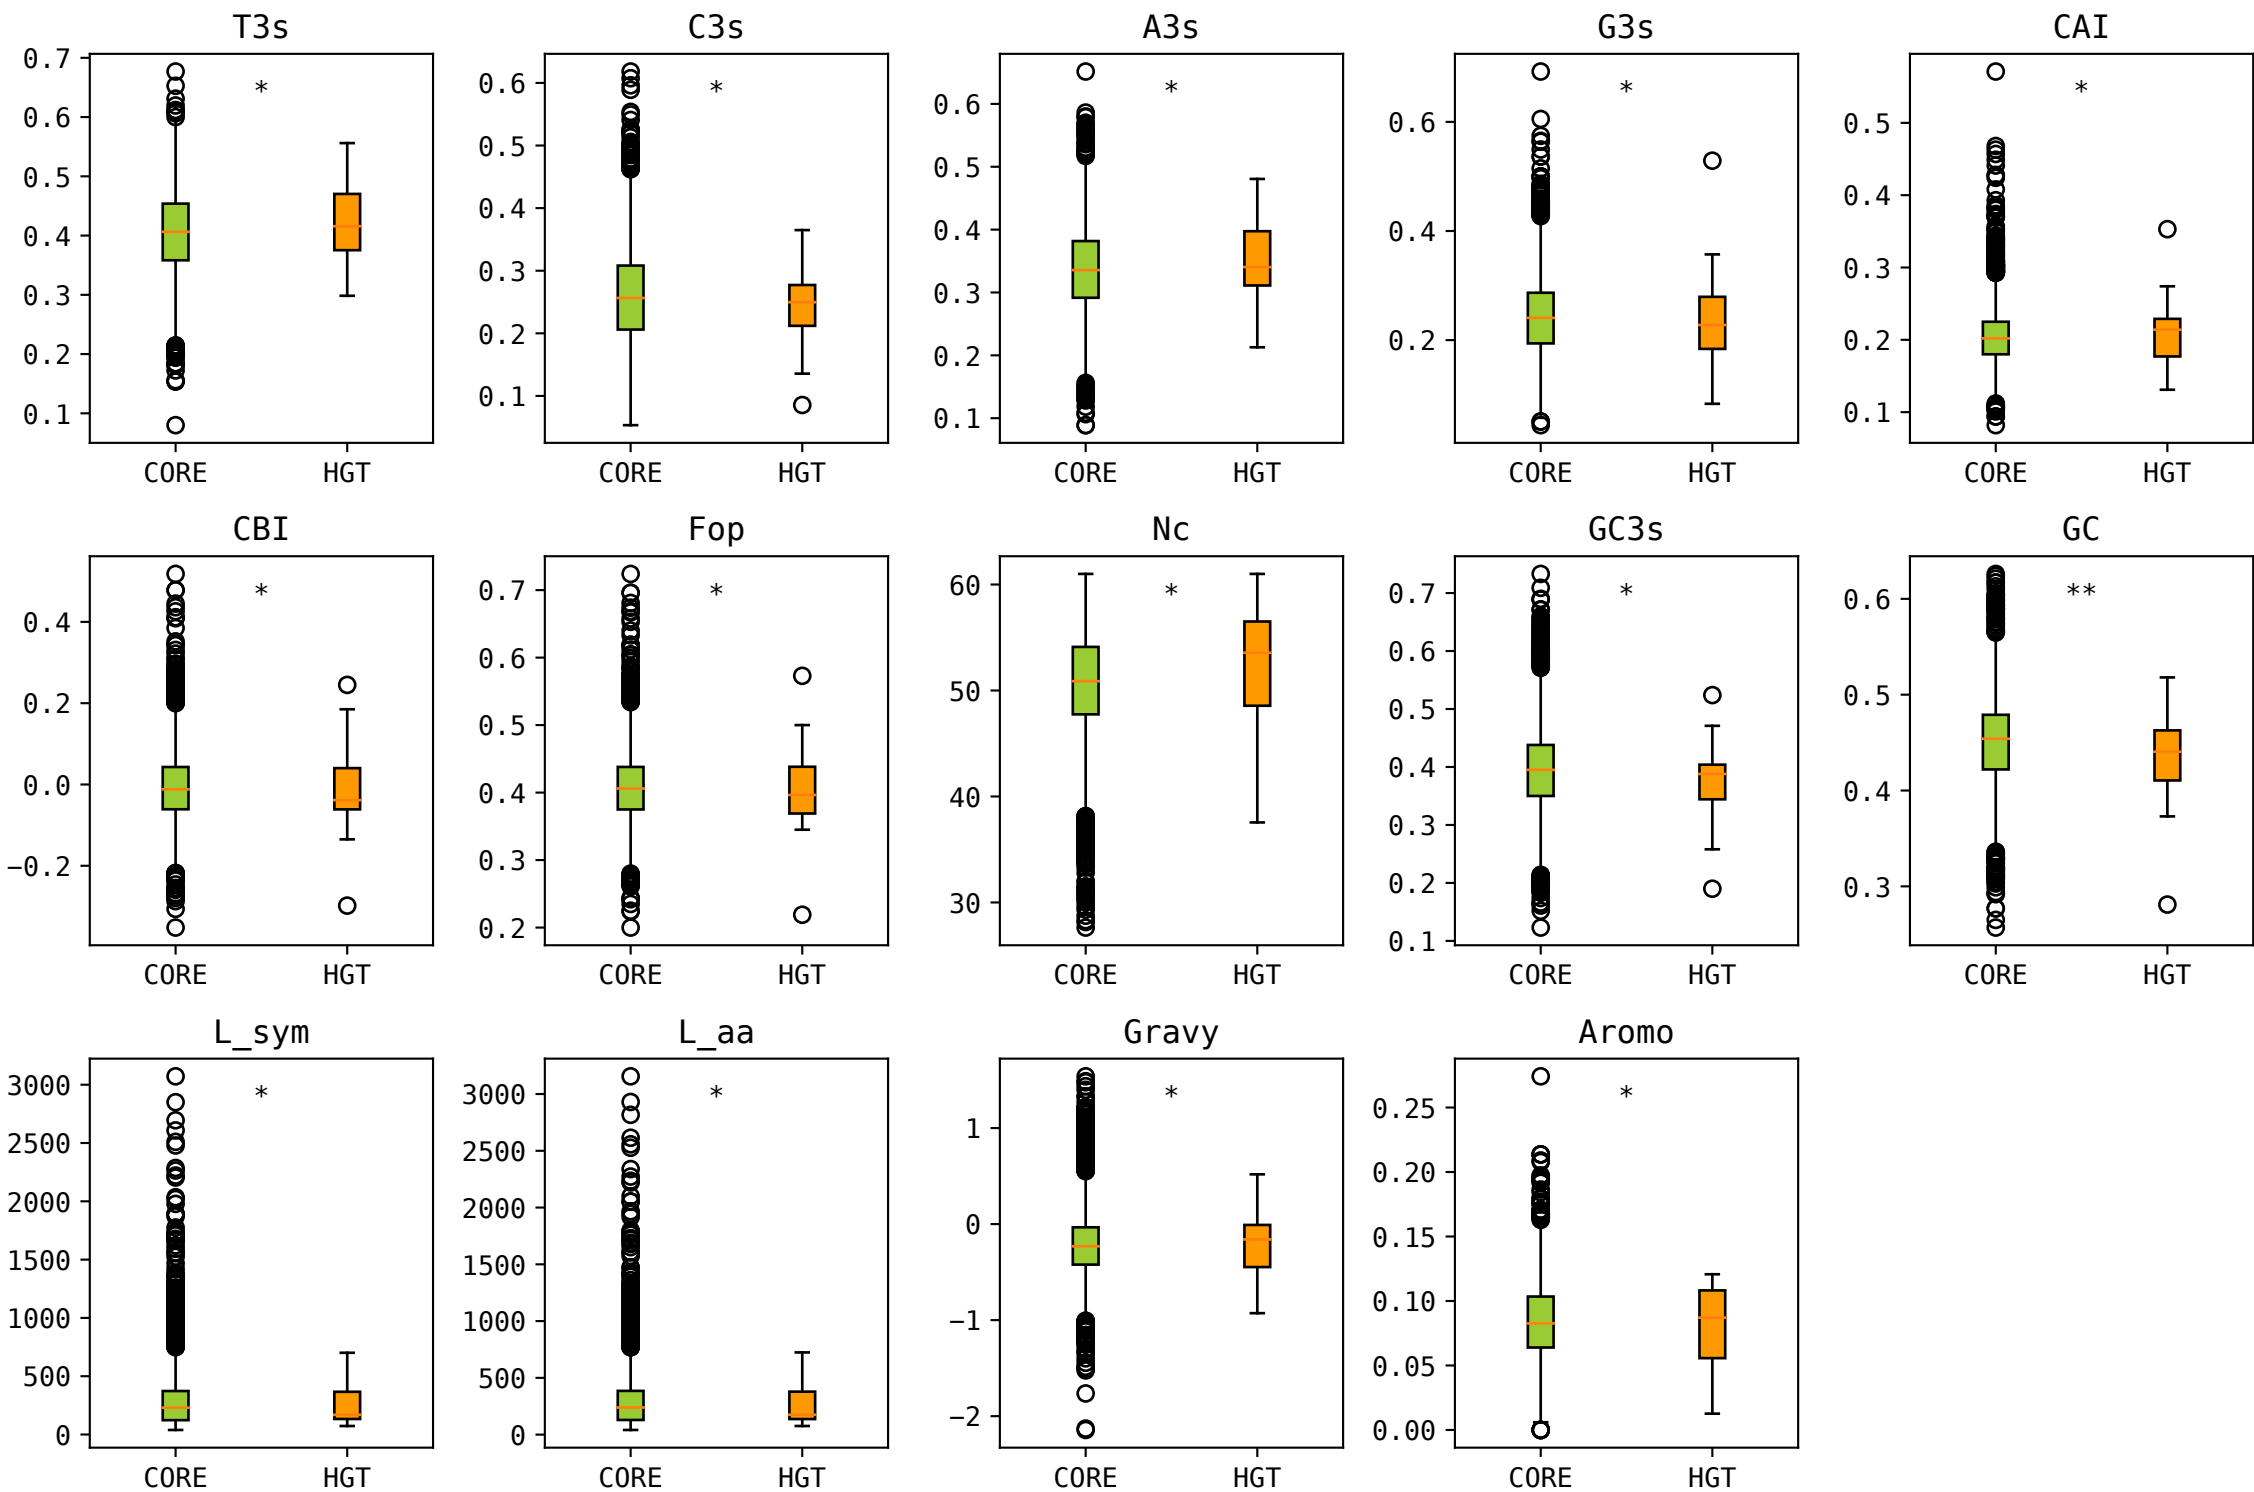 T3s C3s A3s G3s CAI
0.7 0.6 0.5 0.4 0.3 0.2 0.1
*
CORE HGT
0.6 0.5 0.4 0.3 0.2 0.1
*
CORE HGT
0.6 0.5 0.4 0.3 0.2 0.1
*
CORE HGT
0.6 0.4 0.2
*
CORE HGT
0.5 0.4 0.3 0.2 0.1
*
CORE HGT
CBI Fop Nc GC3s GC
0.4 0.2 0.0 −0.2
*
CORE HGT
0.7 0.6 0.5 0.4 0.3 0.2
*
CORE HGT
60 50 40 30
*
CORE HGT
0.7 0.6 0.5 0.4 0.3 0.2 0.1
*
CORE HGT
0.6 0.5 0.4 0.3
**
CORE HGT
L_sym L_aa Gravy Aromo
3000 2500 2000 1500 1000 500 0
*
CORE HGT
3000 2500 2000 1500 1000 500 0
*
CORE HGT
1 0 −1 −2
*
CORE HGT
0.25 0.20 0.15 0.10 0.05 0.00
*
CORE HGT